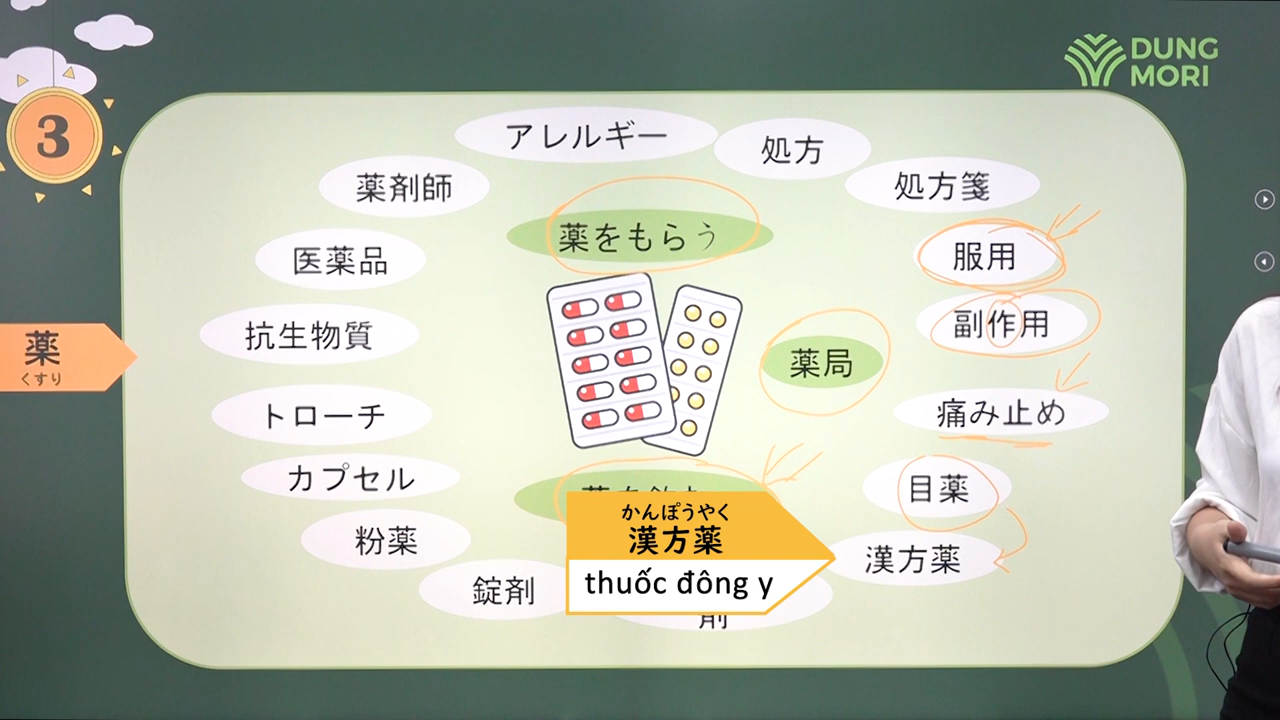 DUNG
MORI
3
アレルギー
処方
薬剤師
処方箋
薬をもらう
服用
医薬品
抗生物質
副作用
薬
くすり
薬局
トローチ
痛み止め
カプセル
目薬
かんぽうやく
漢方薬
thuốc đông y
粉薬
漢方薬
錠剤
剤